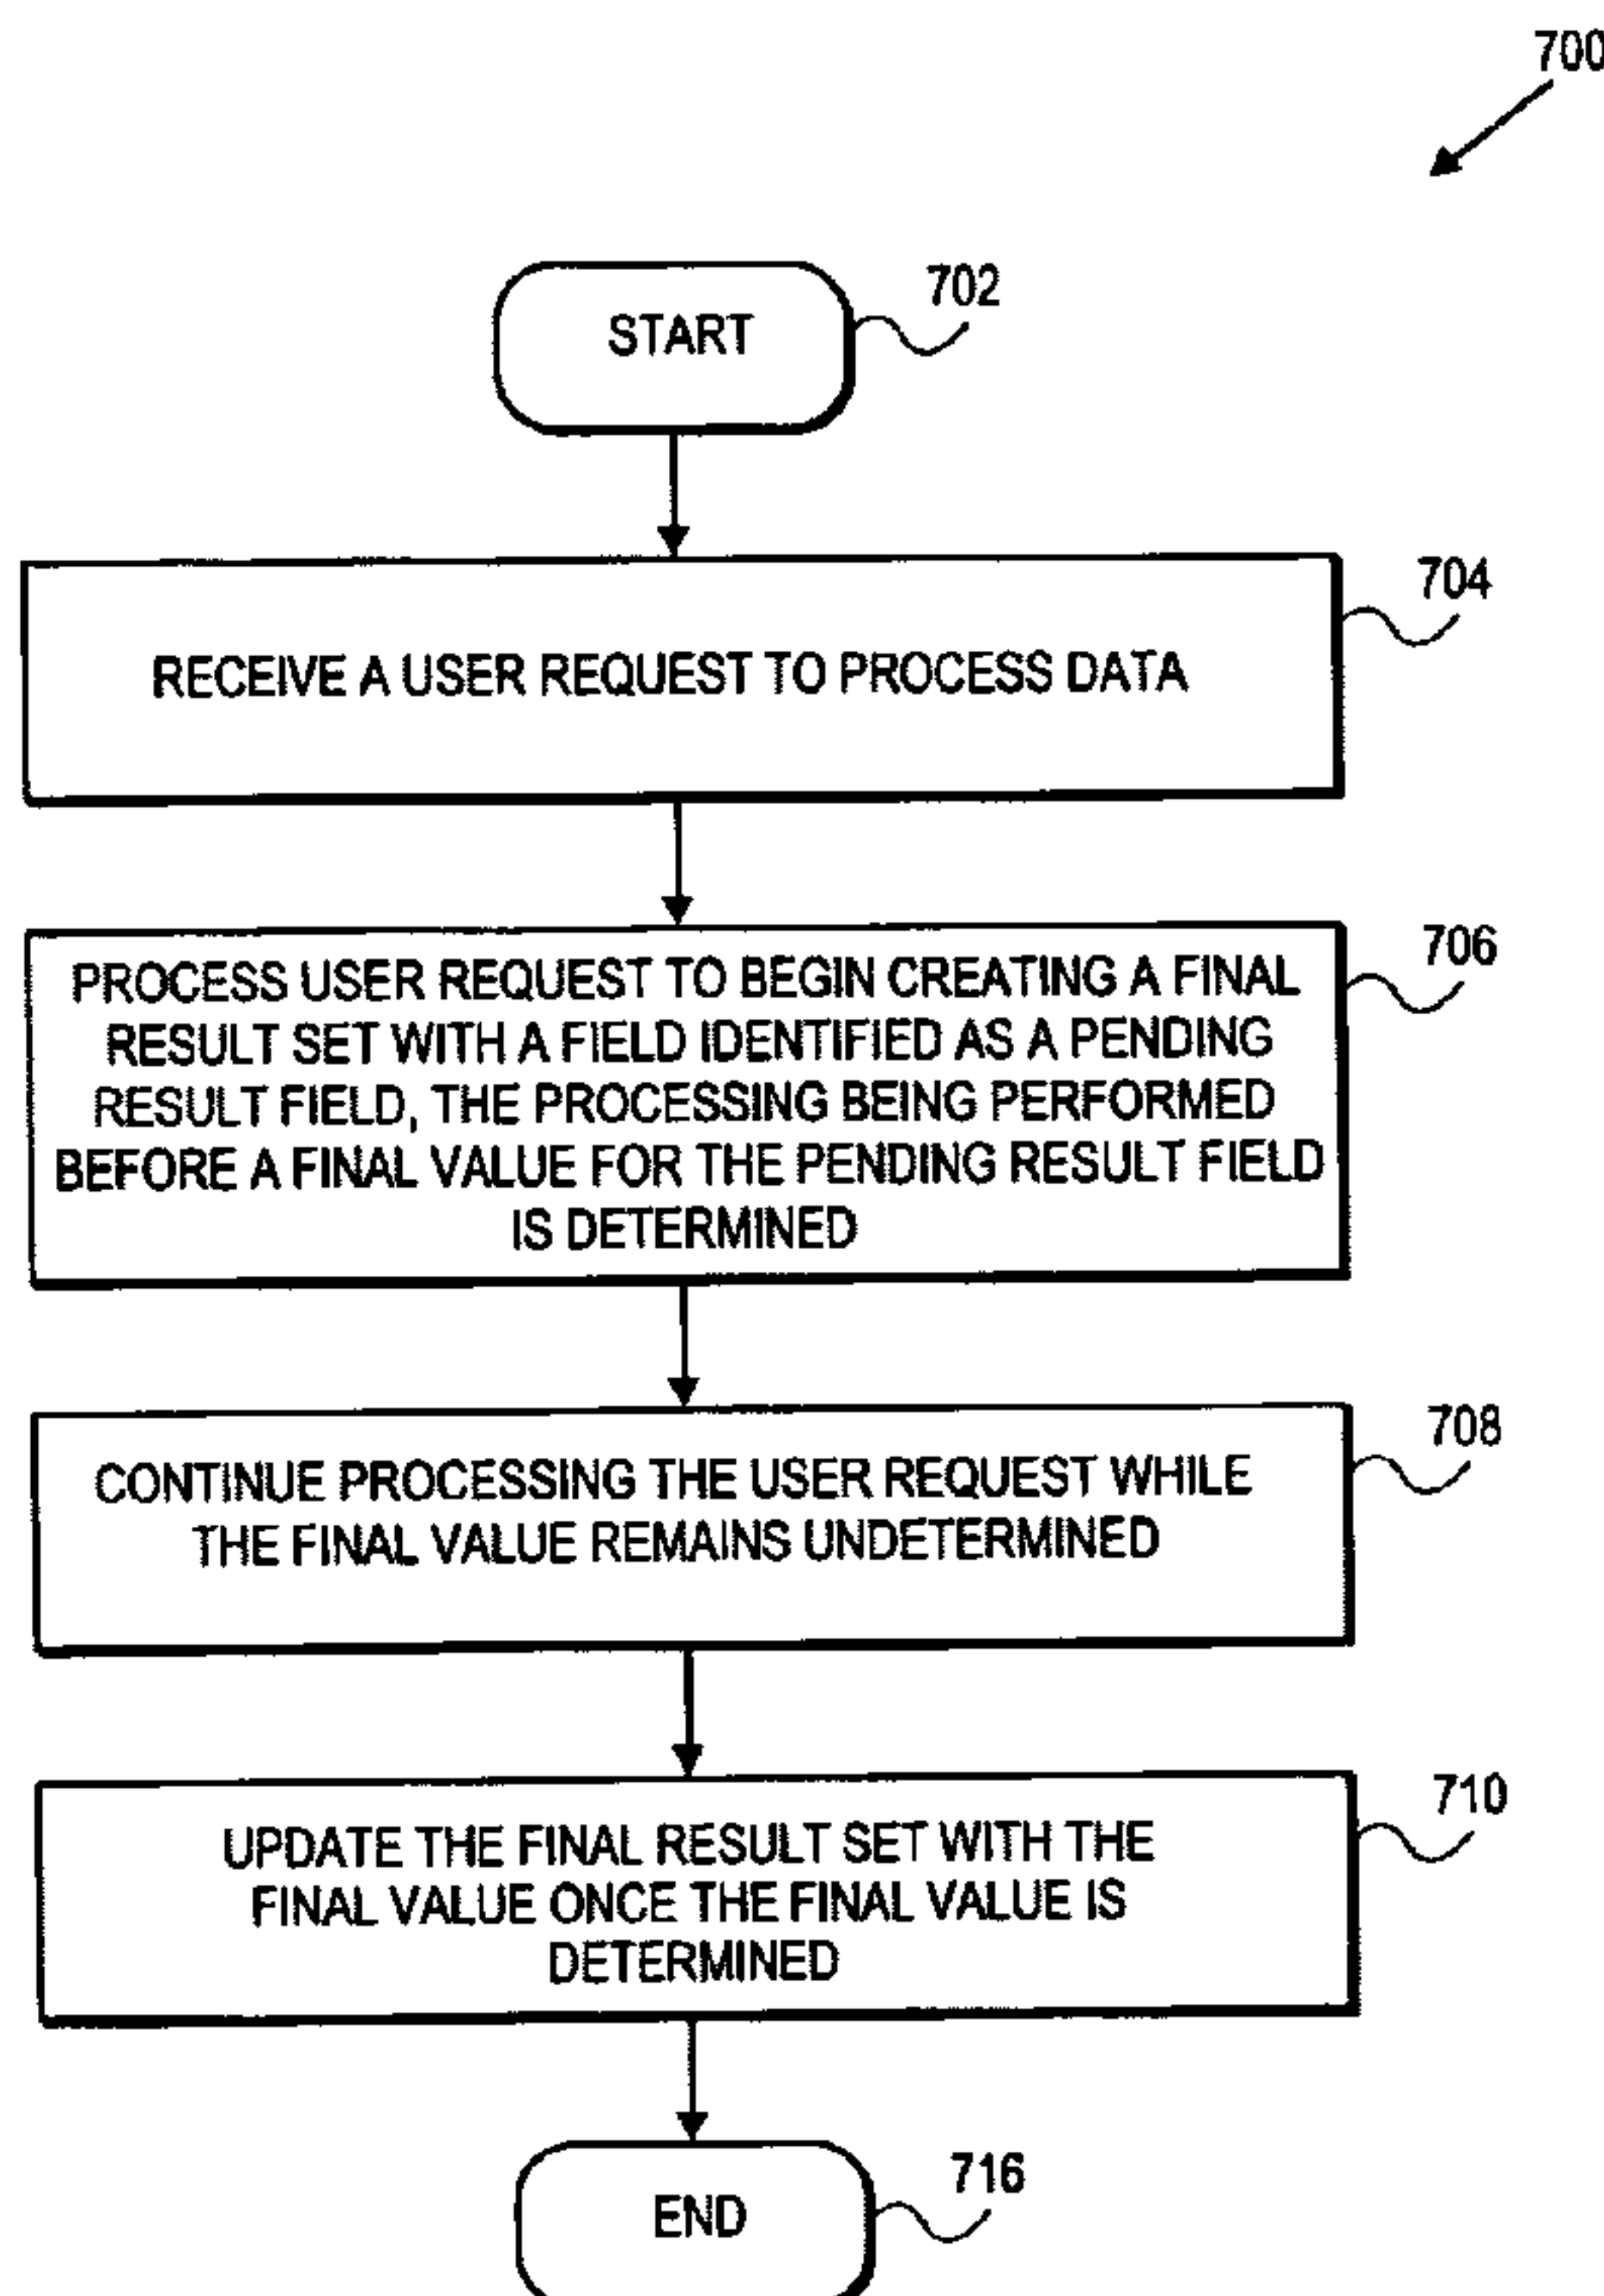 700
START
702
704
RECEIVE A USER REQUEST TO PROCESS DATA
706
PROCESS USER REQUEST TO BEGIN CREATING A FINAL
RESULT SET WITH A FIELD IDENTIFIED AS A PENDING
RESULT FIELD, THE PROCESSING BEING PERFORMED
BEFORE A FINAL VALUE FOR THE PENDING RESULT FIELD
IS DETERMINED
708
CONTINUE PROCESSING THE USER REQUEST WHILE
THE FINAL VALUE REMAINS UNDETERMINED
710
UPDATE THE FINAL RESULT SET WITH THE
FINAL VALUE ONCE THE FINAL VALUE IS
DETERMINED
716
END